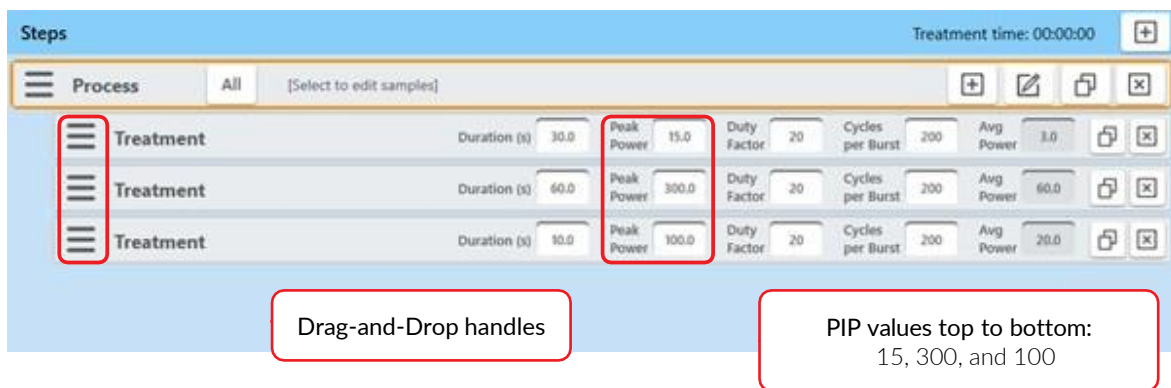 Steps Treatment time: 00:00:00
Process All [Select to edit samples]
Treatment Duration (s) 30.0 Peak Power 15.0 Duty Factor 20 Cycles per Burst 200 Avg Power 3.0
Treatment Duration (s) 60.0 Peak Power 300.0 Duty Factor 20 Cycles per Burst 200 Avg Power 60.0
Treatment Duration (s) 10.0 Peak Power 100.0 Duty Factor 20 Cycles per Burst 200 Avg Power 20.0
Drag-and-Drop handles
PIP values top to bottom:
15, 300, and 100